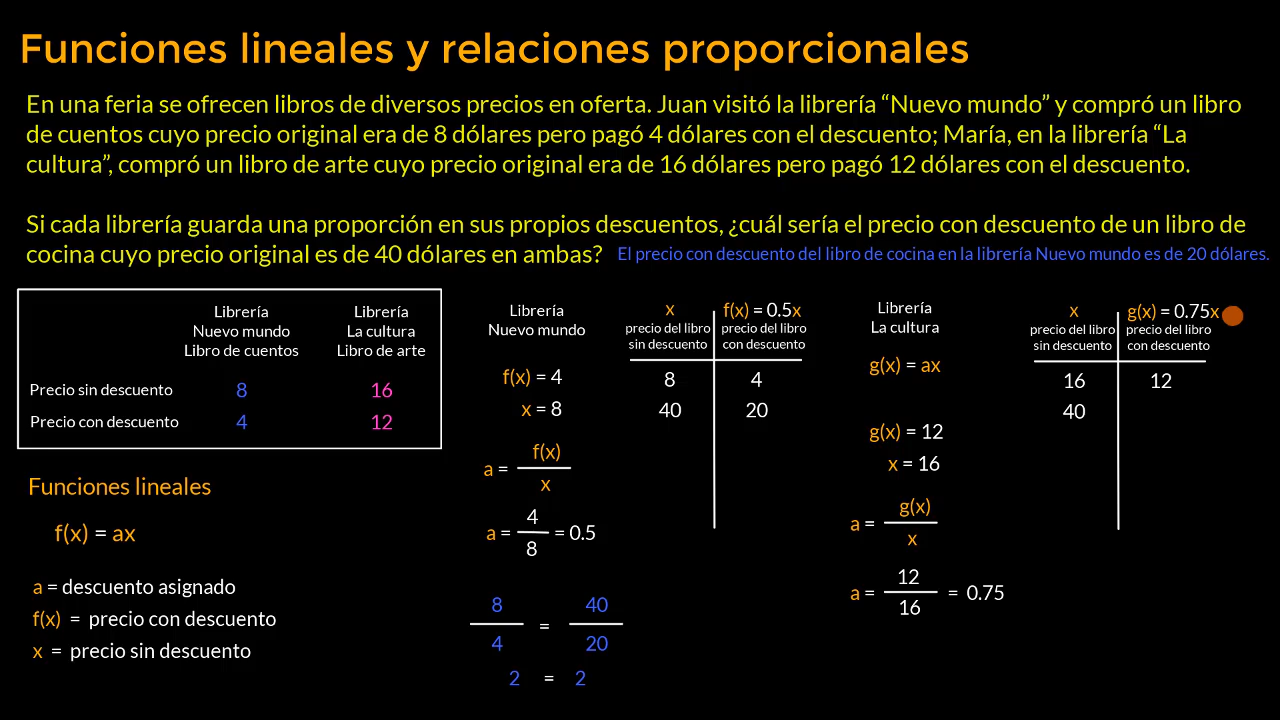 Funciones lineales y relaciones proporcionales
En una feria se ofrecen libros de diversos precios en oferta. Juan visitó la librería “Nuevo mundo” y compró un libro
de cuentos cuyo precio original era de 8 dólares pero pagó 4 dólares con el descuento; María, en la librería “La
cultura”, compró un libro de arte cuyo precio original era de 16 dólares pero pagó 12 dólares con el descuento.
Si cada librería guarda una proporción en sus propios descuentos, ¿cuál sería el precio con descuento de un libro de
cocina cuyo precio original es de 40 dólares en ambas?
El precio con descuento del libro de cocina en la librería Nuevo mundo es de 20 dólares.
Librería
Nuevo mundo
Libro de cuentos
Librería
La cultura
Libro de arte
Precio sin descuento 8 16
Precio con descuento 4 12
Funciones lineales
f(x) = ax
a = descuento asignado
f(x) = precio con descuento
x = precio sin descuento
Librería
Nuevo mundo
f(x) = 4
x = 8
a = f(x)
x
a = 4
8
= 0.5
8
4
=
40
20
2 = 2
x
precio del libro
sin descuento
f(x) = 0.5x
precio del libro
con descuento
8 4
40 20
Librería
La cultura
g(x) = ax
g(x) = 12
x = 16
a = g(x)
x
a = 12
16
= 0.75
x
precio del libro
sin descuento
g(x) = 0.75x
precio del libro
con descuento
16 12
40